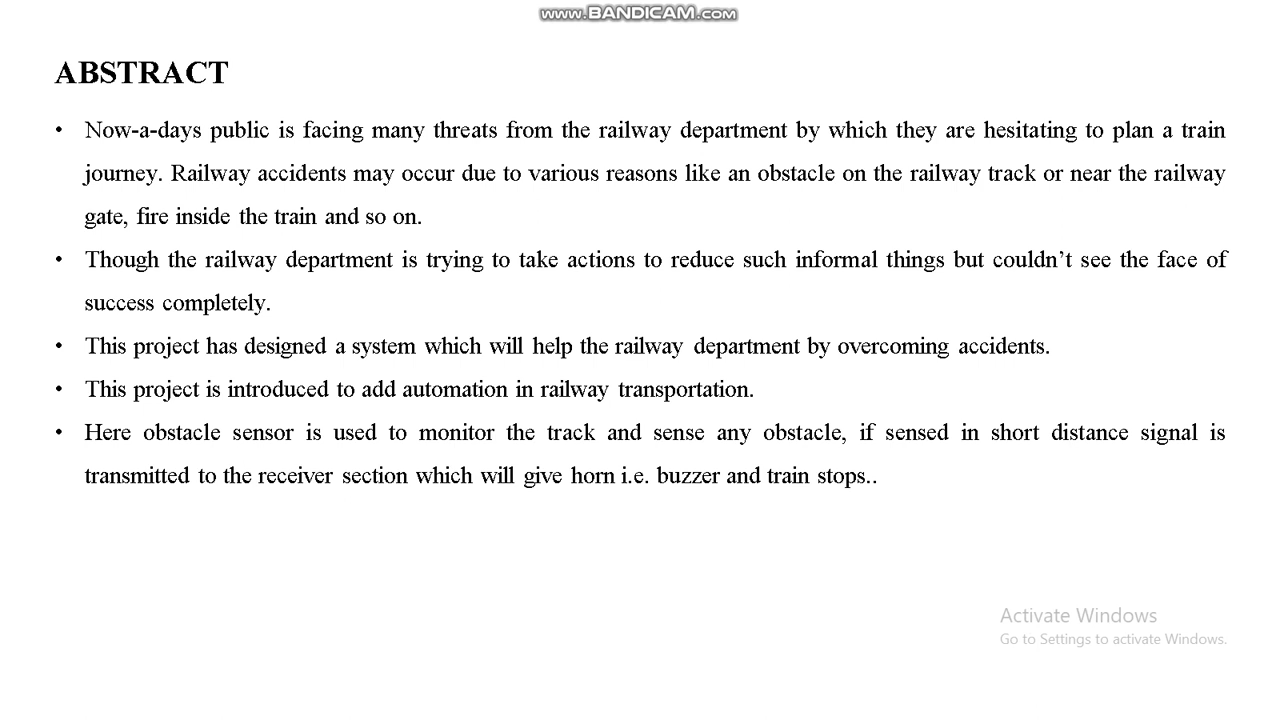 www.BANDICAM.com
ABSTRACT
• Now-a-days public is facing many threats from the railway department by which they are hesitating to plan a train
journey. Railway accidents may occur due to various reasons like an obstacle on the railway track or near the railway
gate, fire inside the train and so on.
• Though the railway department is trying to take actions to reduce such informal things but couldn’t see the face of
success completely.
• This project has designed a system which will help the railway department by overcoming accidents.
• This project is introduced to add automation in railway transportation.
• Here obstacle sensor is used to monitor the track and sense any obstacle, if sensed in short distance signal is
transmitted to the receiver section which will give horn i.e. buzzer and train stops..
Activate Windows
Go to Settings to activate Windows.